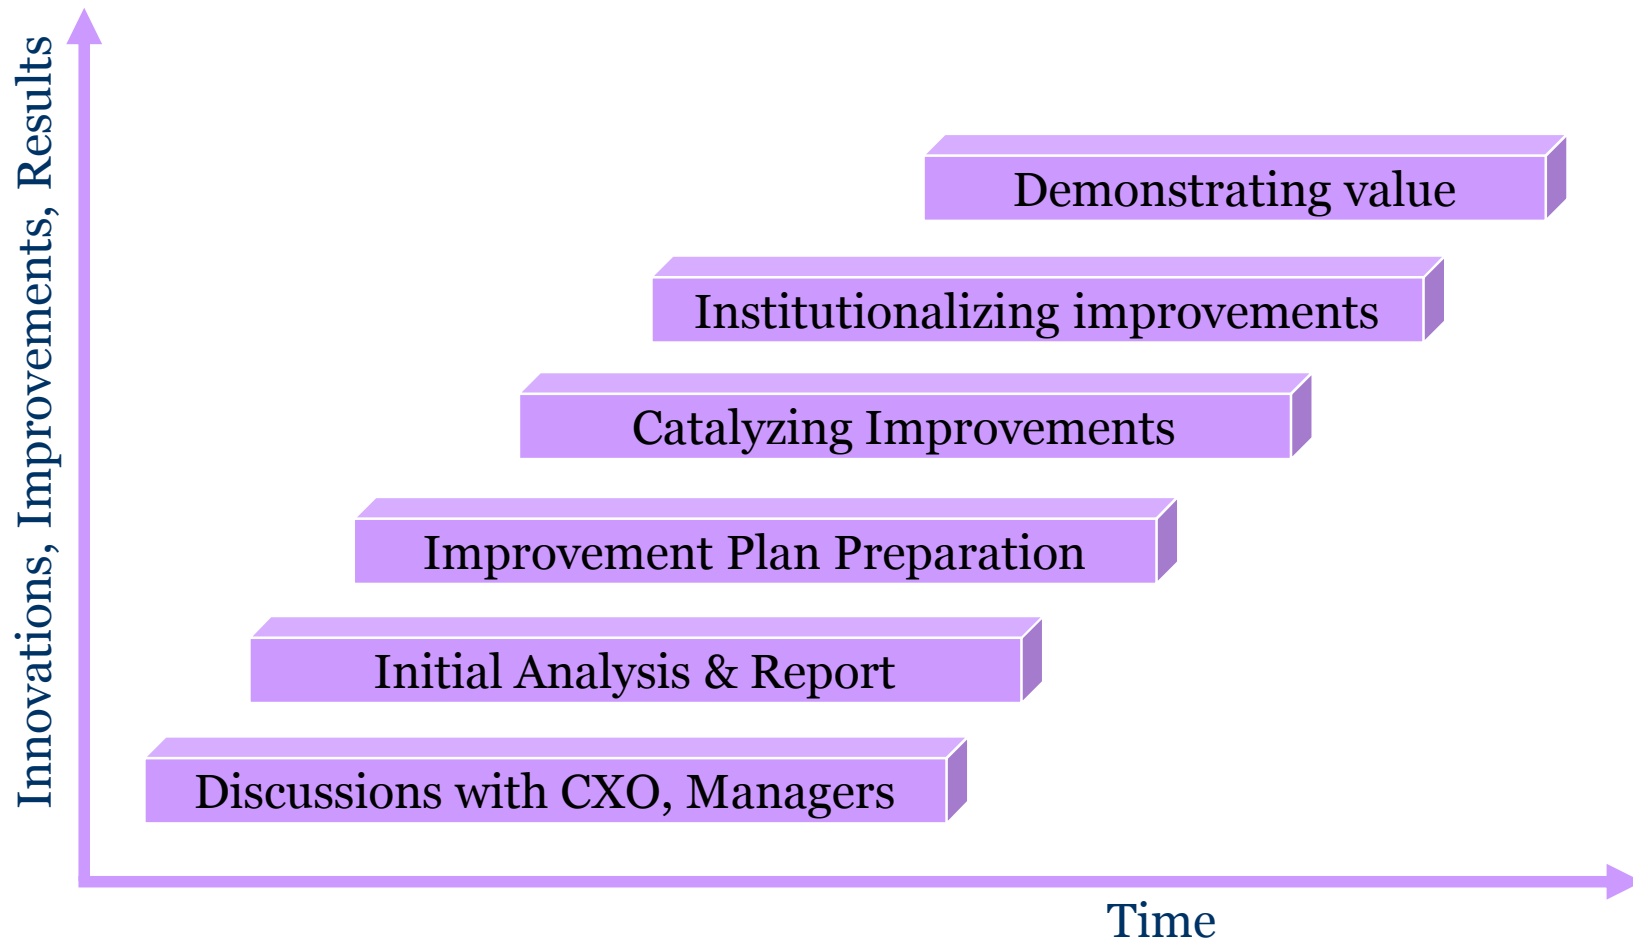 Innovations, Improvements, Results
Demonstrating value
Institutionalizing improvements
Catalyzing Improvements
Improvement Plan Preparation
Initial Analysis & Report
Discussions with CXO, Managers
Time